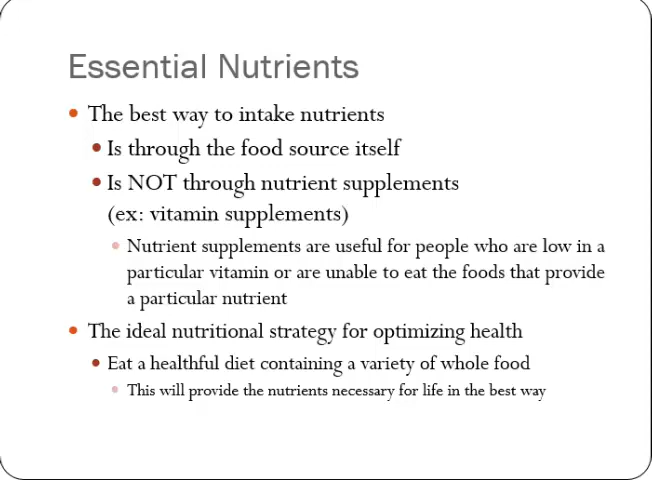 Essential Nutrients
The best way to intake nutrients
Is through the food source itself
Is NOT through nutrient supplements
(ex: vitamin supplements)
Nutrient supplements are useful for people who are low in a
particular vitamin or are unable to eat the foods that provide
a particular nutrient
The ideal nutritional strategy for optimizing health
Eat a healthful diet containing a variety of whole food
This will provide the nutrients necessary for life in the best way